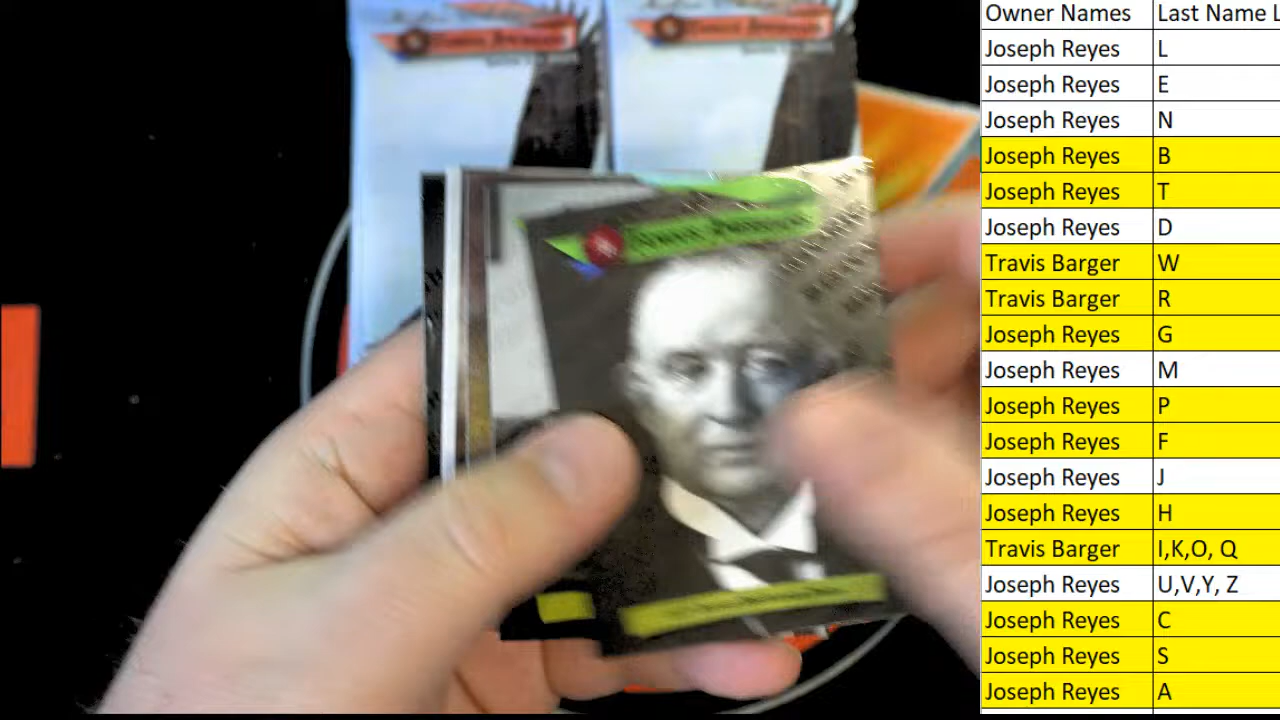 Owner Names Last Name L
Joseph Reyes L
Joseph Reyes E
Joseph Reyes N
Joseph Reyes B
Joseph Reyes T
Joseph Reyes D
Travis Barger W
Travis Barger R
Joseph Reyes G
Joseph Reyes M
Joseph Reyes P
Joseph Reyes F
Joseph Reyes J
Joseph Reyes H
Travis Barger I,K,O, Q
Joseph Reyes U,V,Y, Z
Joseph Reyes C
Joseph Reyes S
Joseph Reyes A